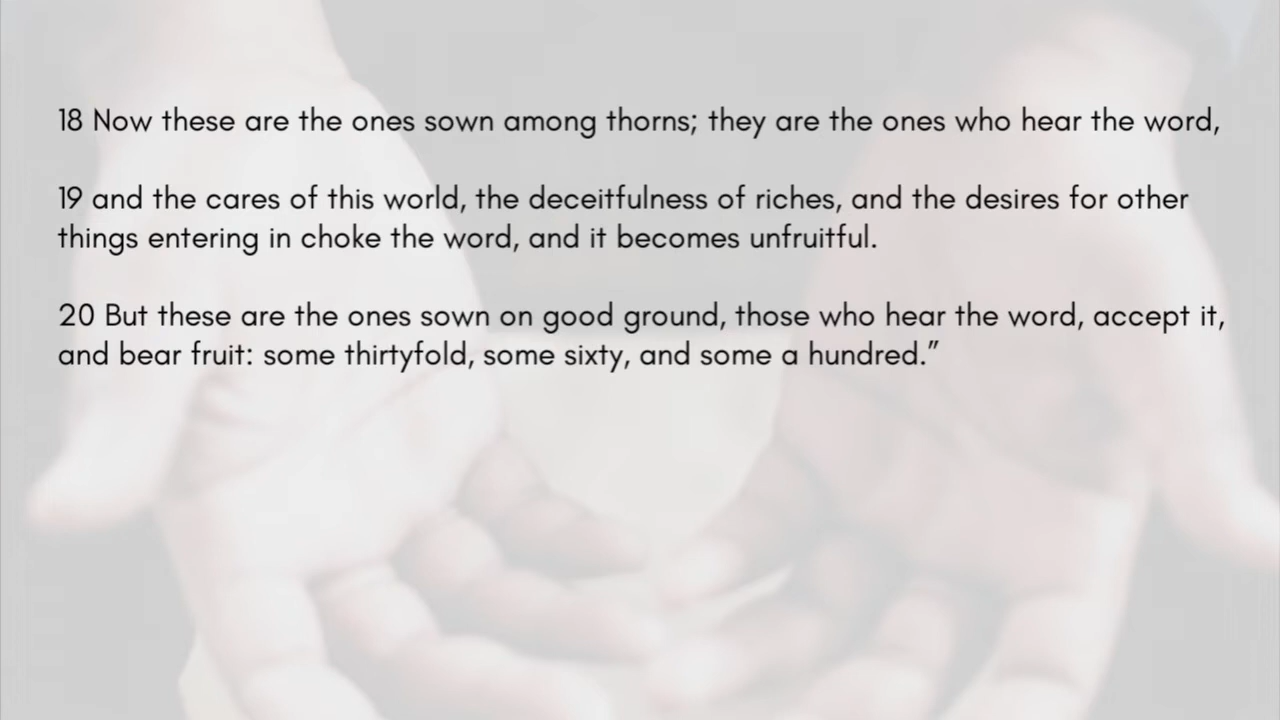 18 Now these are the ones sown among thorns; they are the ones who hear the word,
19 and the cares of this world, the deceitfulness of riches, and the desires for other
things entering in choke the word, and it becomes unfruitful.
20 But these are the ones sown on good ground, those who hear the word, accept it,
and bear fruit: some thirtyfold, some sixty, and some a hundred.”